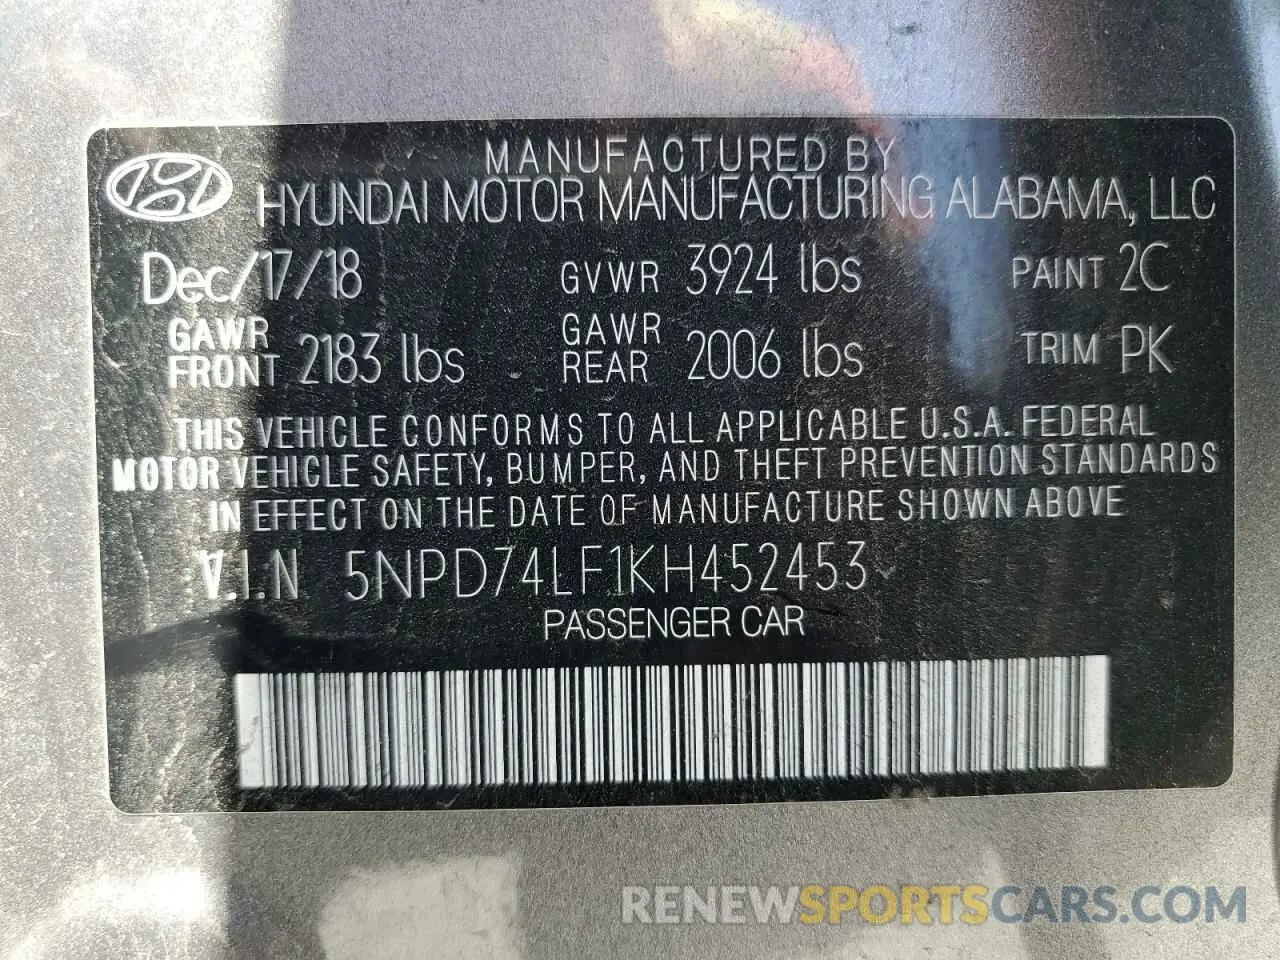 MANUFACTURED BY
HYUNDAI MOTOR MANUFACTURING ALABAMA, LLC
Dec/17/18 GVWR 3924 lbs PAINT 2C
GAWR FRONT 2183 lbs GAWR REAR 2006 lbs TRIM PK
THIS VEHICLE CONFORMS TO ALL APPLICABLE U.S.A. FEDERAL
MOTOR VEHICLE SAFETY, BUMPER, AND THEFT PREVENTION STANDARDS
IN EFFECT ON THE DATE OF MANUFACTURE SHOWN ABOVE
V.I.N 5NPD74LF1KH452453
PASSENGER CAR
RENEWSPORTSCARS.COM